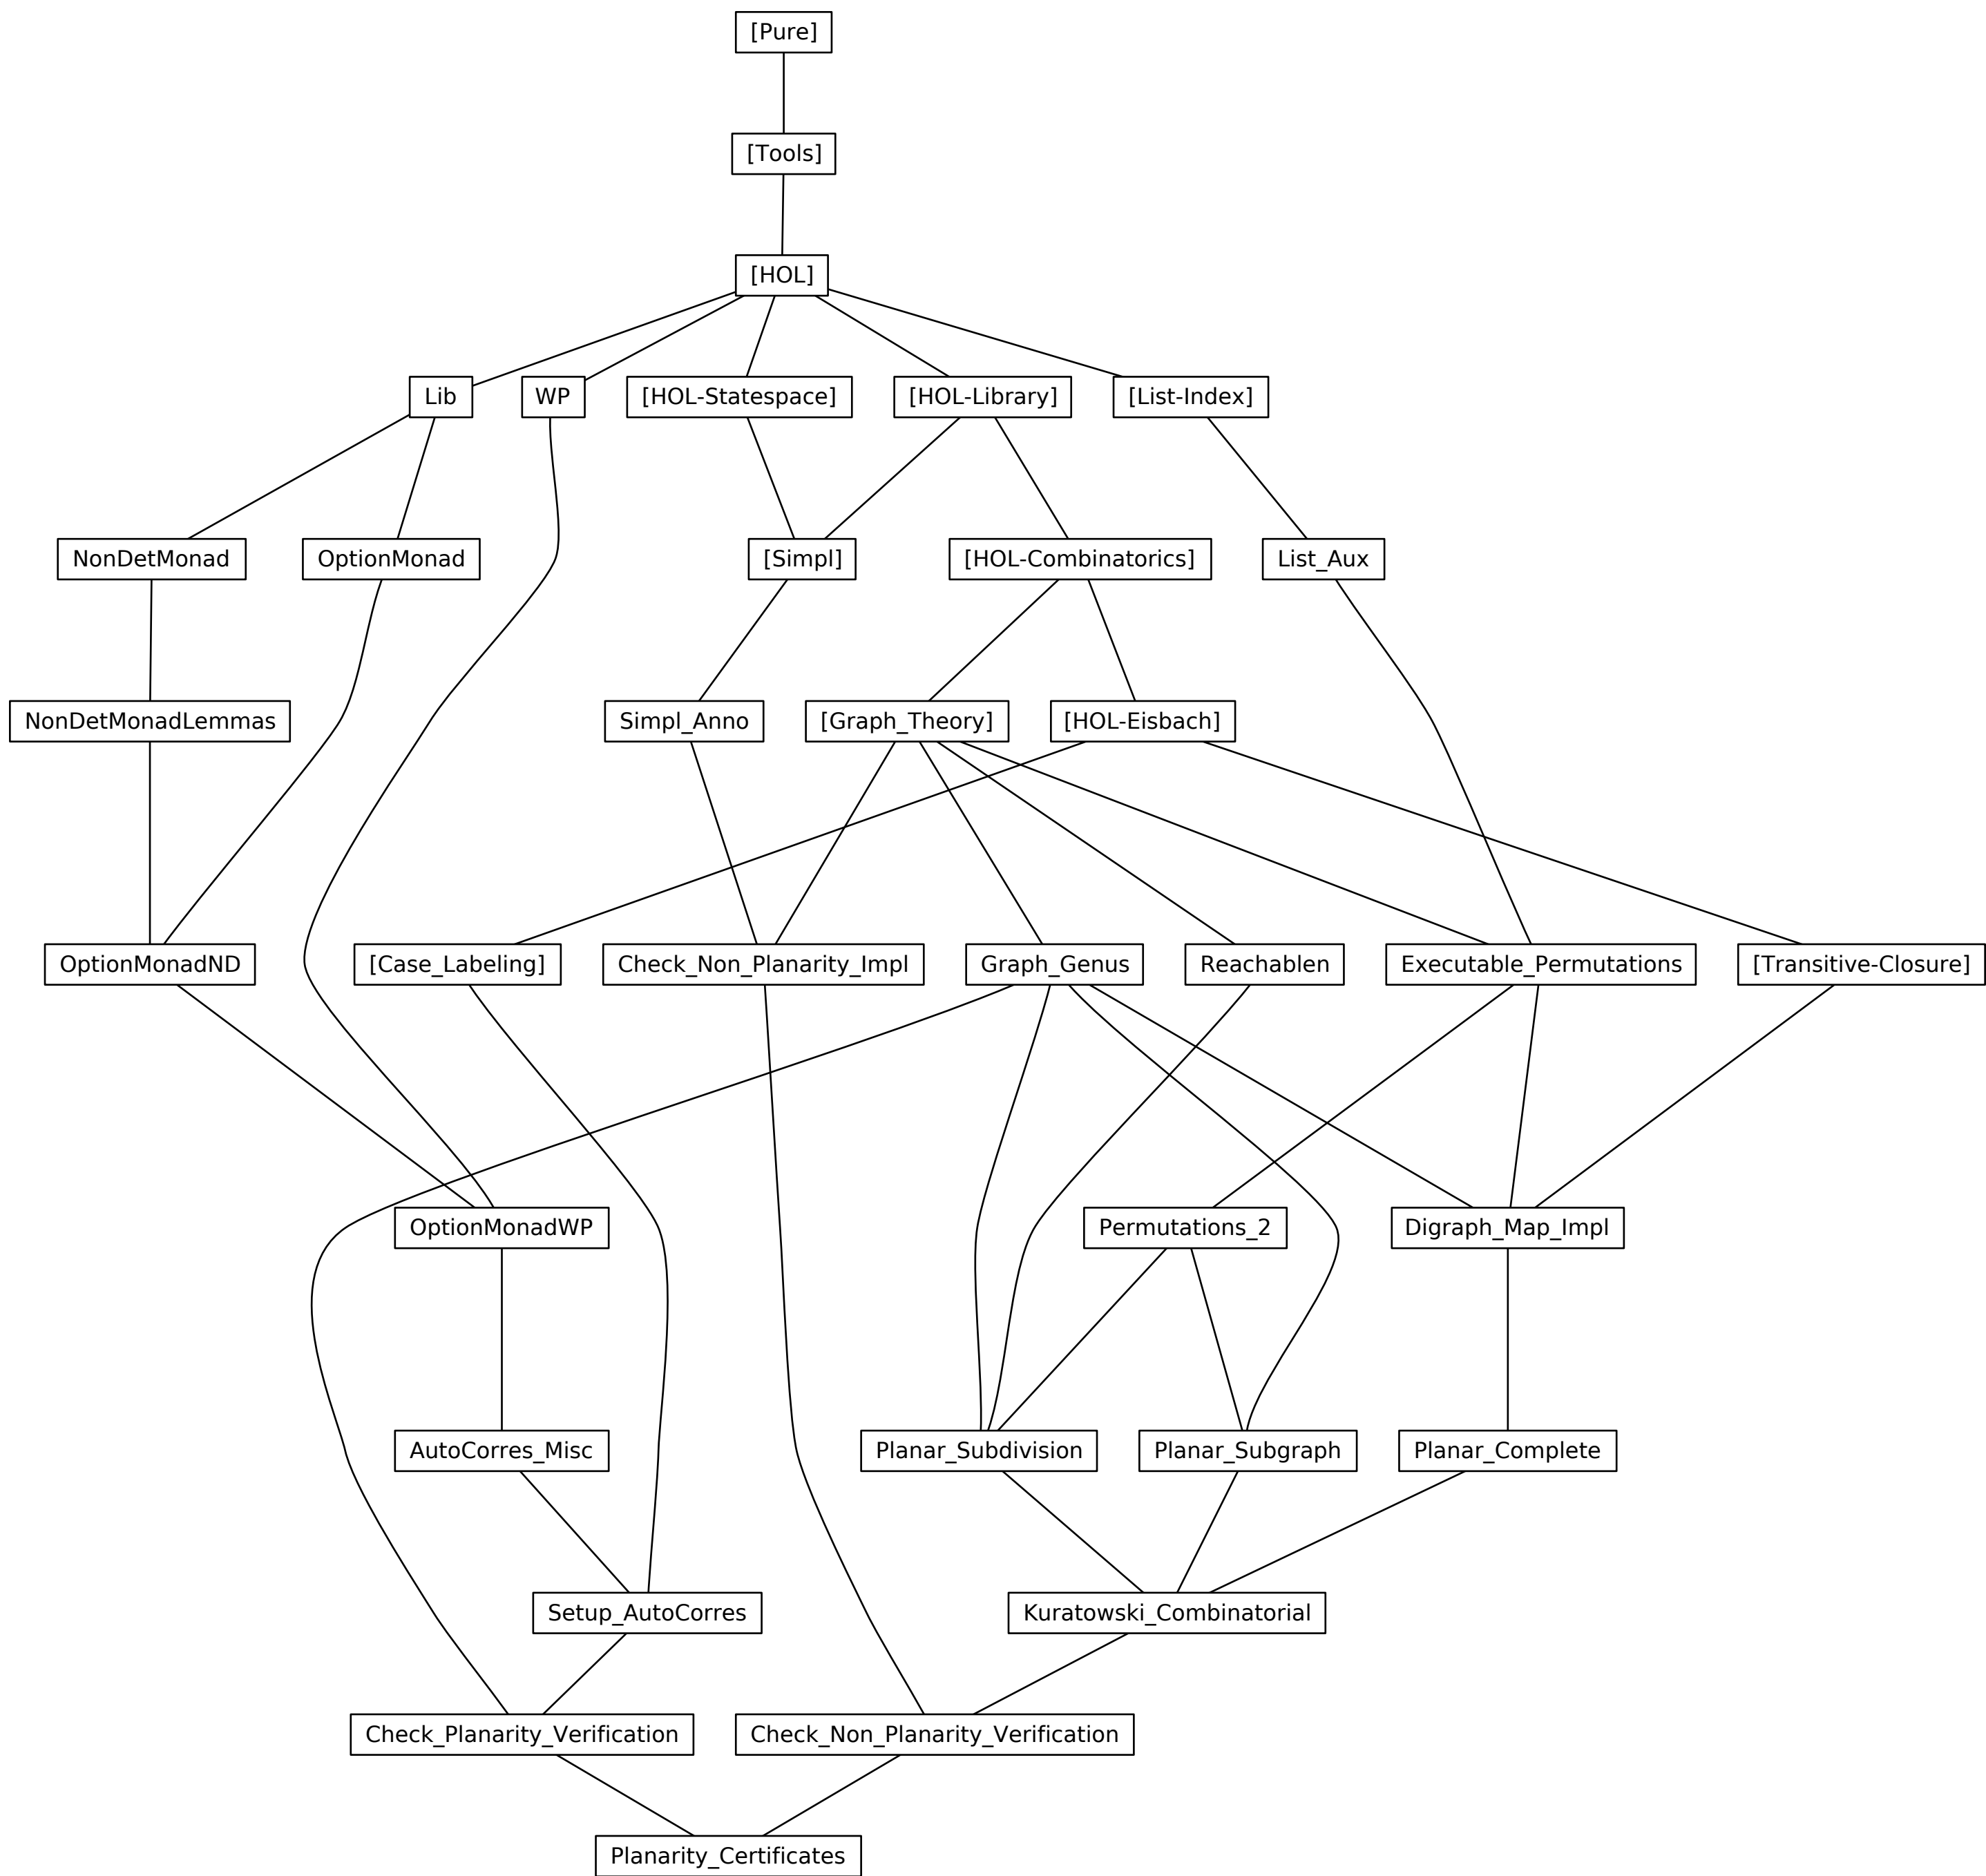 [Pure]
[Tools]
[HOL]
Lib
WP
[HOL-Statespace]
[HOL-Library]
[List-Index]
NonDetMonad
OptionMonad
[Simpl]
[HOL-Combinatorics]
List_Aux
NonDetMonadLemmas
Simpl_Anno
[Graph_Theory]
[HOL-Eisbach]
OptionMonadND
[Case_Labeling]
Check_Non_Planarity_Impl
Graph_Genus
Reachablen
Executable_Permutations
[Transitive-Closure]
OptionMonadWP
Permutations_2
Digraph_Map_Impl
AutoCorres_Misc
Planar_Subdivision
Planar_Subgraph
Planar_Complete
Setup_AutoCorres
Kuratowski_Combinatorial
Check_Planarity_Verification
Check_Non_Planarity_Verification
Planarity_Certificates